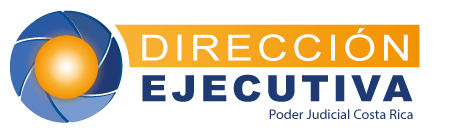 DIRECCIÓN
EJECUTIVA
Poder Judicial Costa Rica